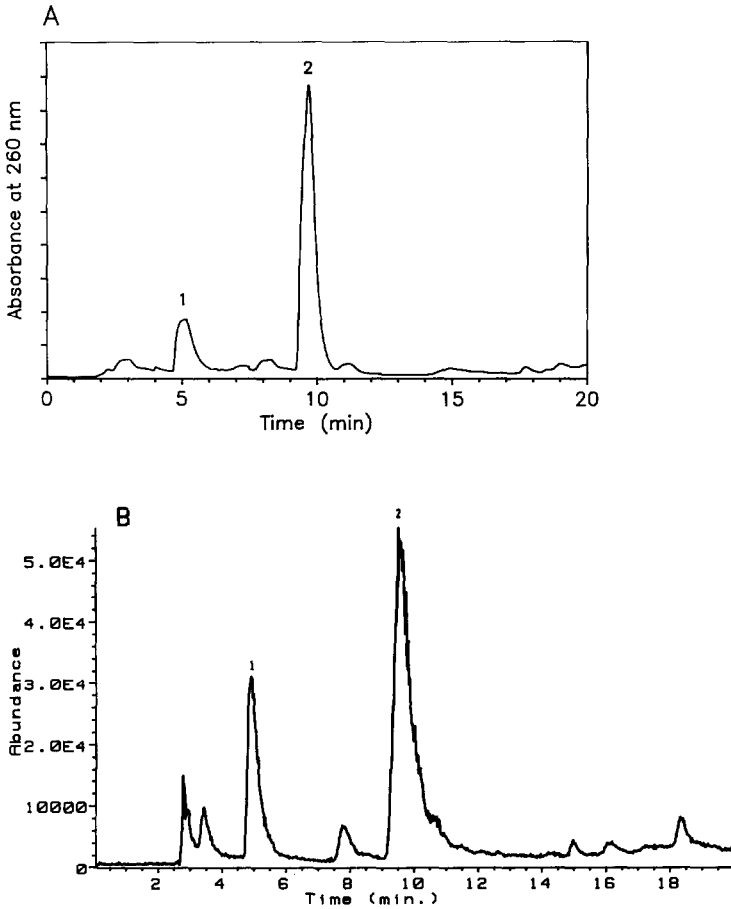 A
Absorbance at 260 nm
1
2
0 5 10 15 20
Time (min)
B
Abundance
5.0E4
4.0E4
3.0E4
2.0E4
10000
0
1
2
2 4 6 8 10 12 14 16 18
Time (min.)